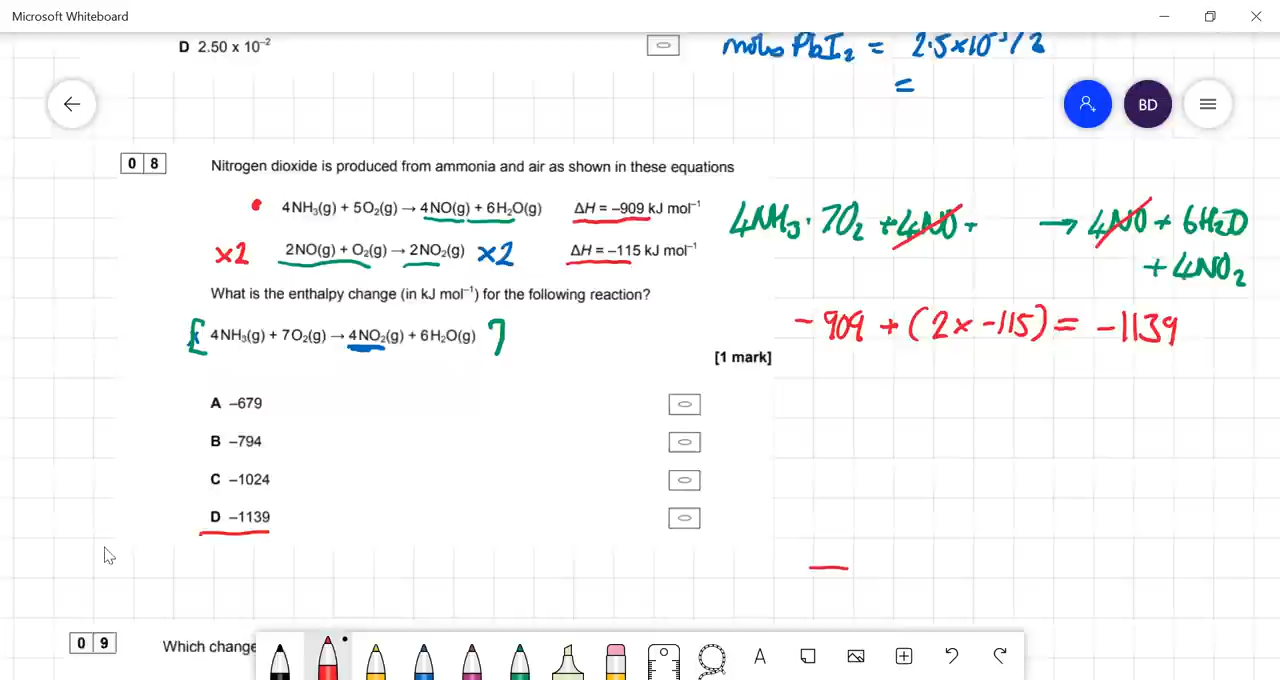 Microsoft Whiteboard
D 2.50 x 10⁻²
moles PbI₂ = 2.5x10⁻³/2
=
BD
0 8 Nitrogen dioxide is produced from ammonia and air as shown in these equations
4NH₃(g) + 5O₂(g) → 4NO(g) + 6H₂O(g) ΔH = –909 kJ mol⁻¹
4NH₃ · 7O₂ + 4NO + → 4NO + 6H₂O
x2 2NO(g) + O₂(g) → 2NO₂(g) x2 ΔH = –115 kJ mol⁻¹
+ 4NO₂
What is the enthalpy change (in kJ mol⁻¹) for the following reaction?
[ 4NH₃(g) + 7O₂(g) → 4NO₂(g) + 6H₂O(g) ]
-909 + (2 x -115) = -1139
[1 mark]
A –679
B –794
C –1024
D –1139
0 9 Which change
A